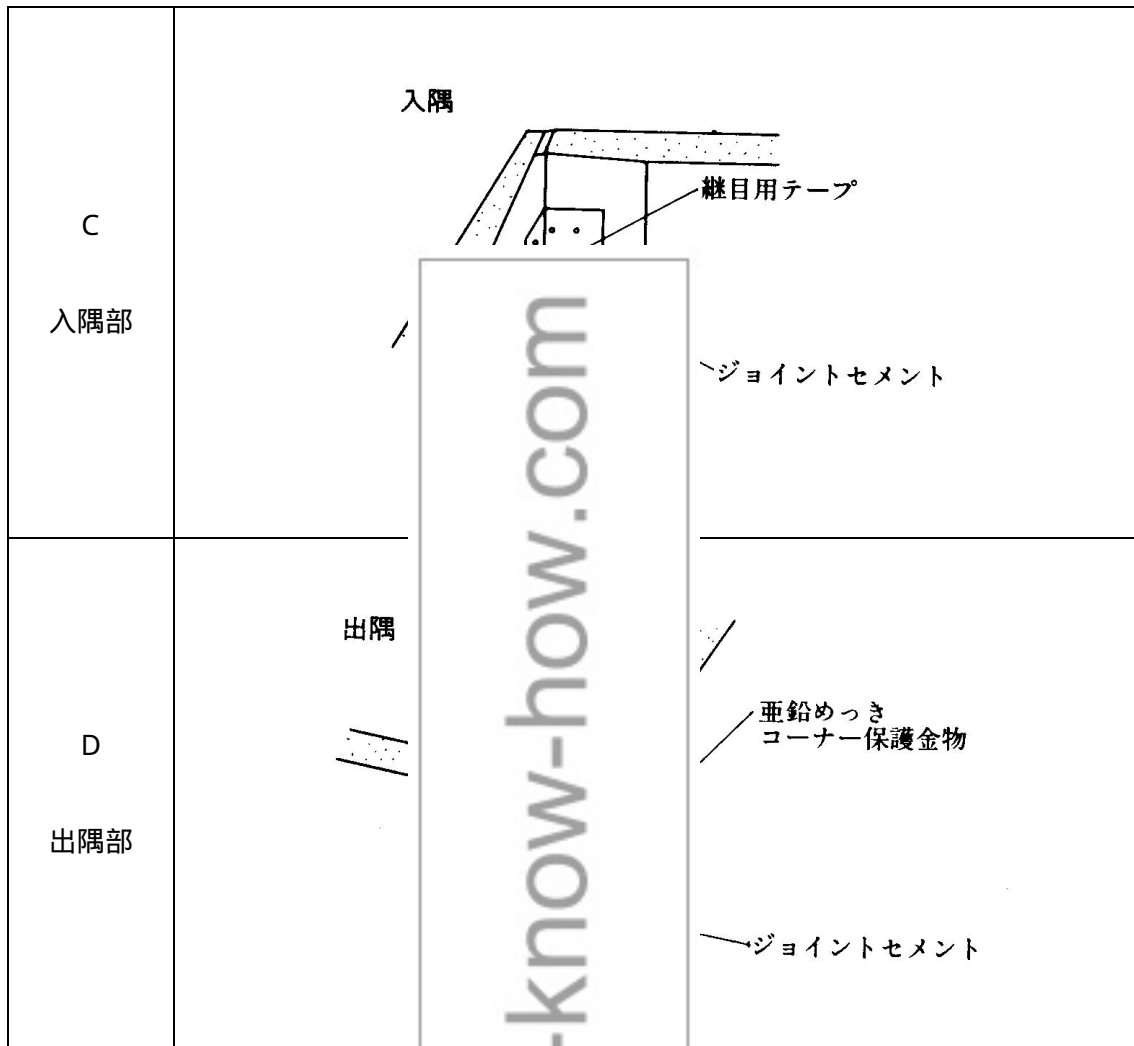 C
入隅部
入隅
継目用テープ
ジョイントセメント
D
出隅部
出隅
亜鉛めっき
コーナー保護金物
ジョイントセメント
-know-how.com